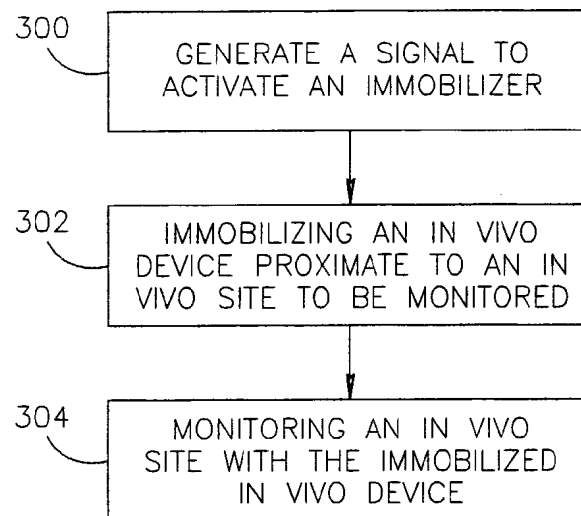 300
GENERATE A SIGNAL TO
ACTIVATE AN IMMOBILIZER
302
IMMOBILIZING AN IN VIVO
DEVICE PROXIMATE TO AN IN
VIVO SITE TO BE MONITORED
304
MONITORING AN IN VIVO
SITE WITH THE IMMOBILIZED
IN VIVO DEVICE